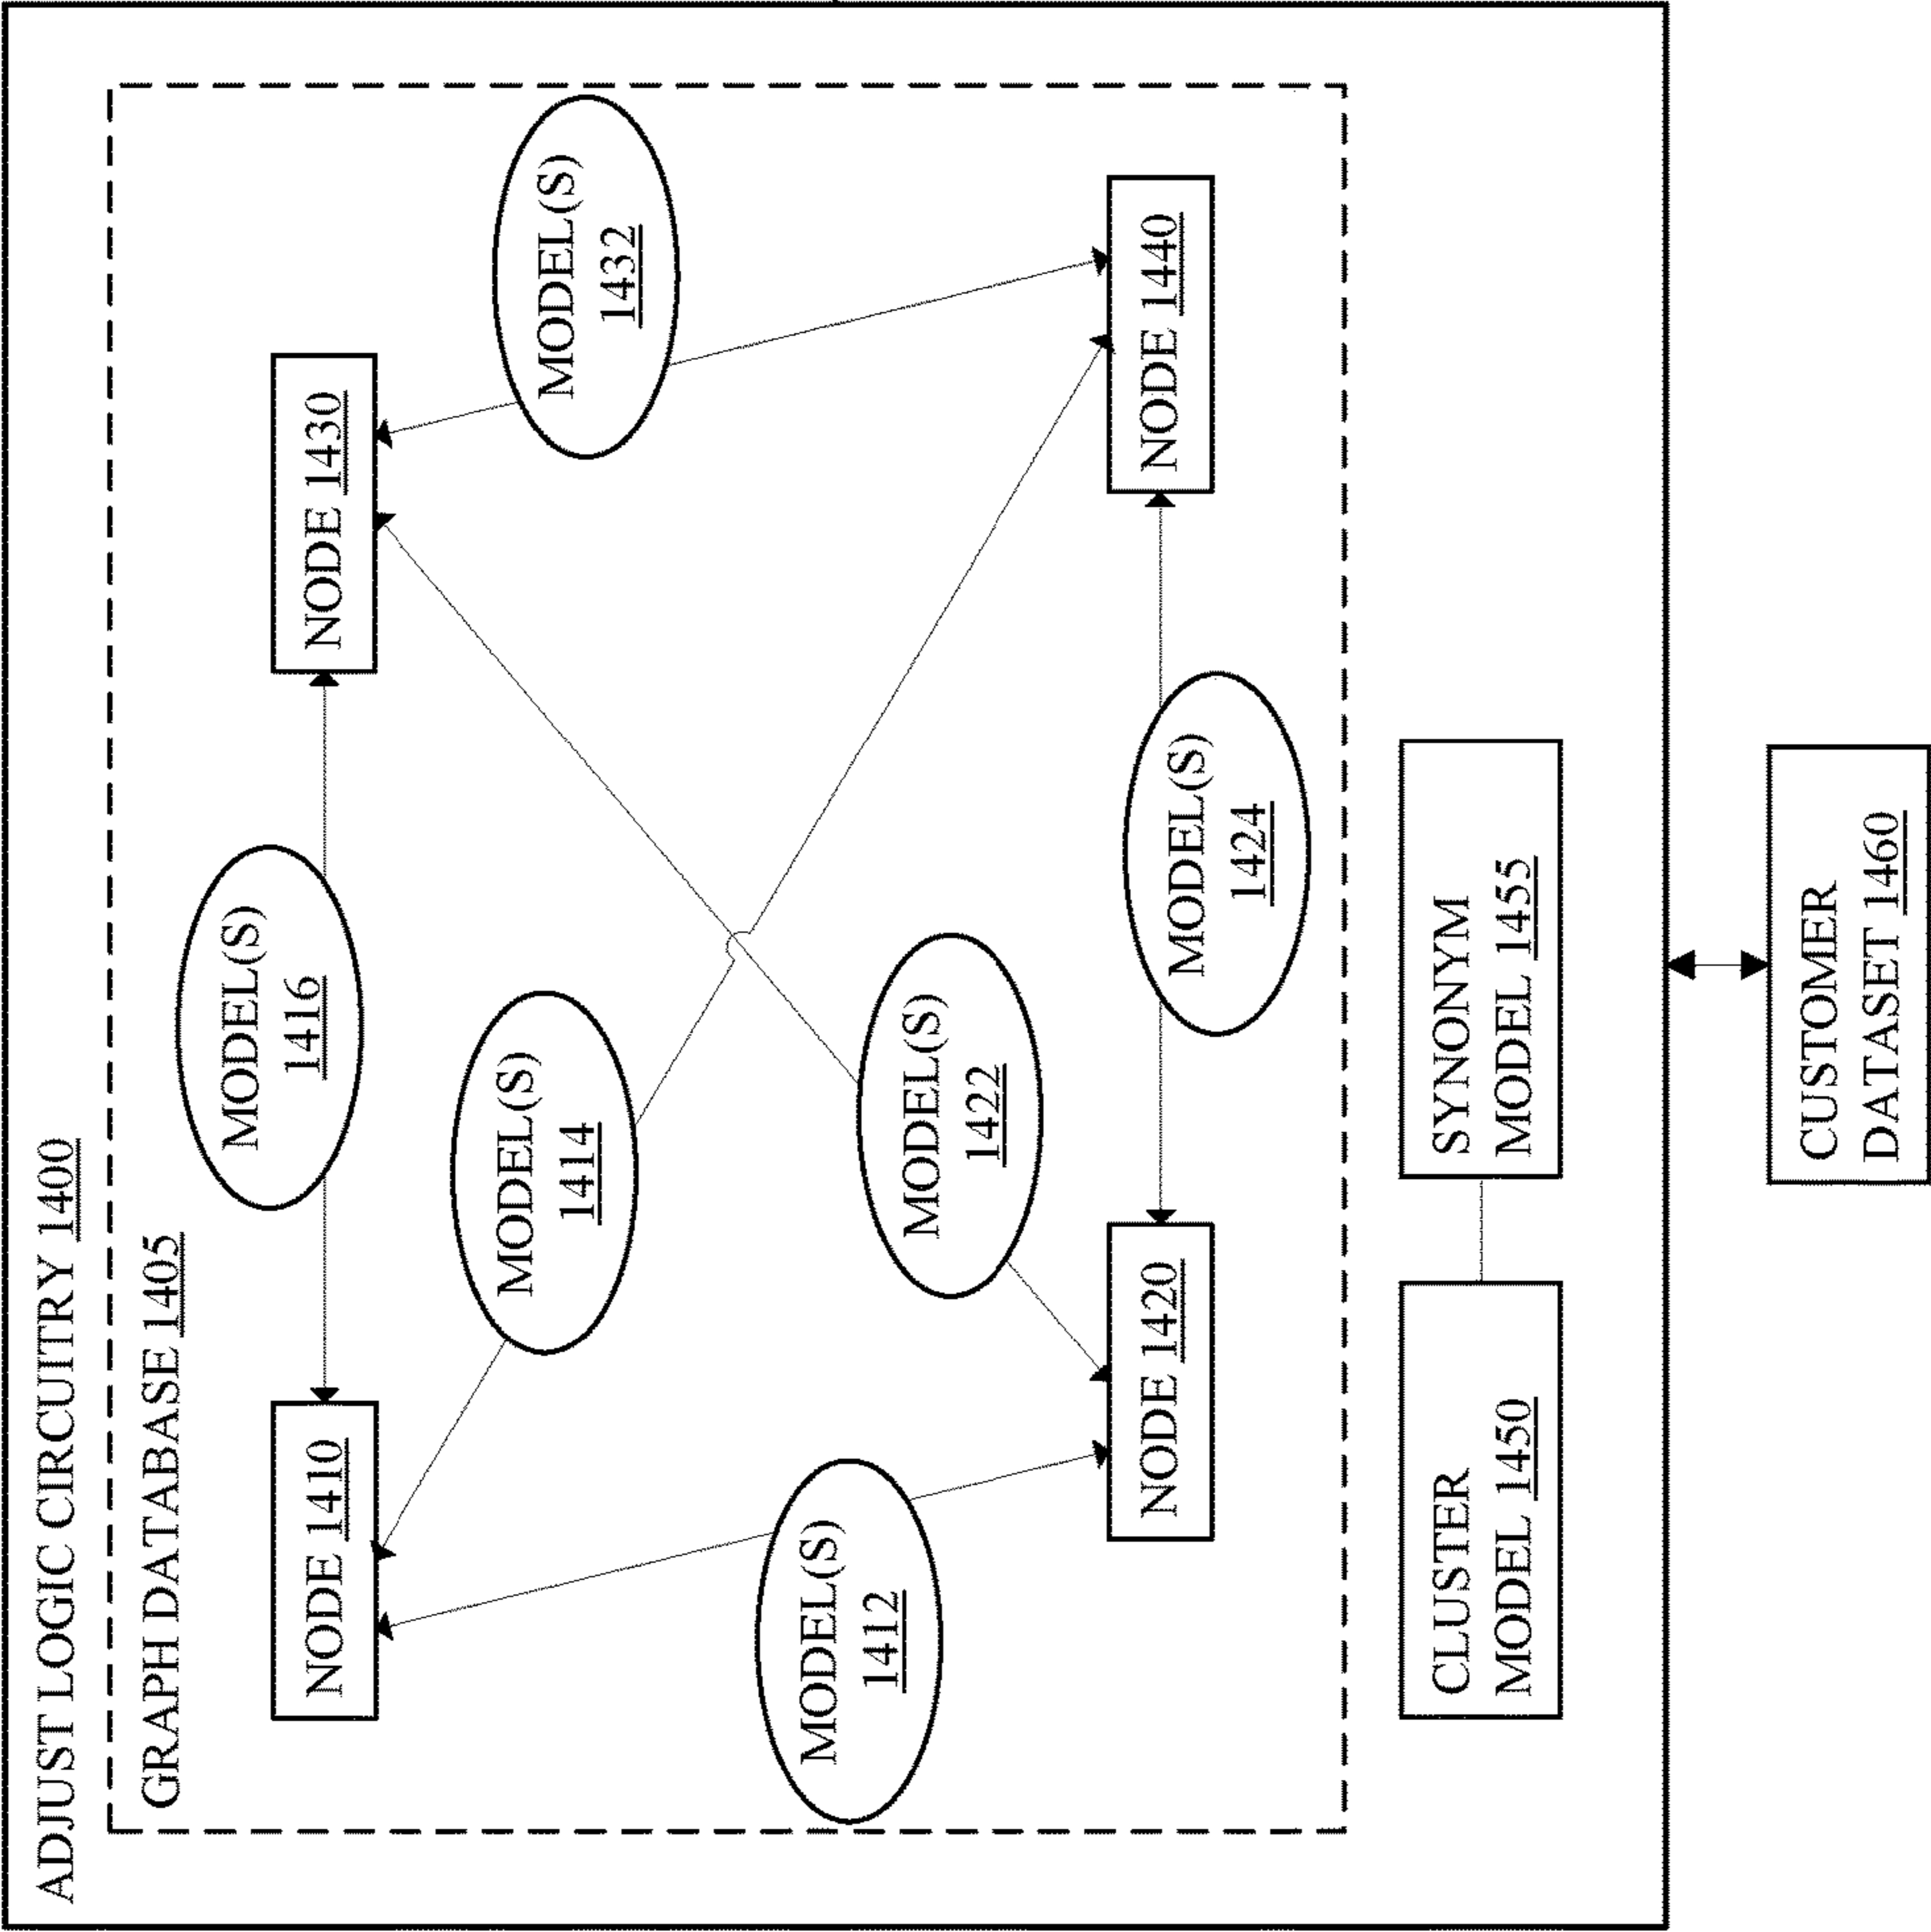 ADJUST LOGIC CIRCUITRY 1400
GRAPH DATABASE 1405
MODEL(S)
1416
NODE 1410
NODE 1430
MODEL(S)
1414
MODEL(S)
1432
MODEL(S)
1412
MODEL(S)
1422
NODE 1420
NODE 1440
MODEL(S)
1424
CLUSTER
MODEL 1450
SYNONYM
MODEL 1455
CUSTOMER
DATASET 1460